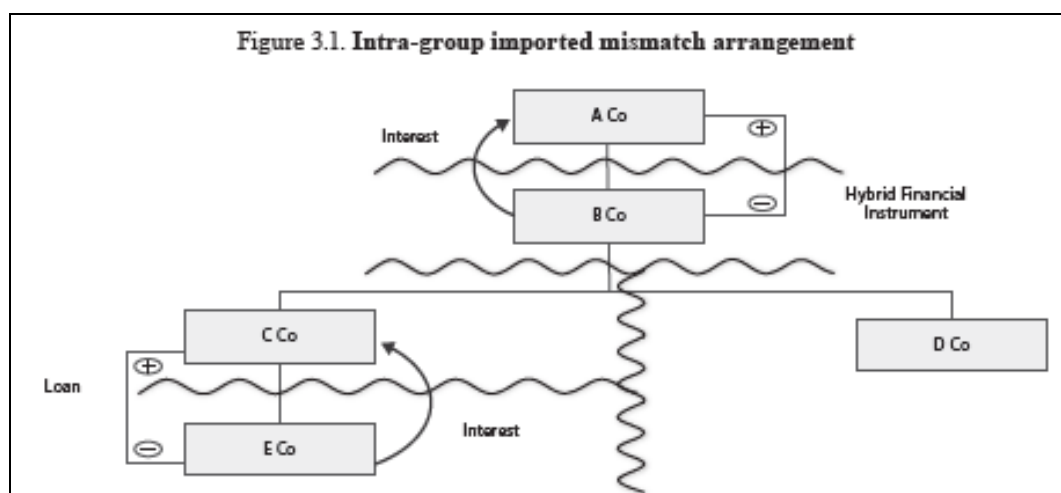 Figure 3.1. Intra-group imported mismatch arrangement
A Co
Interest
+
Hybrid Financial
Instrument
−
B Co
C Co
D Co
+
Loan
Interest
−
E Co